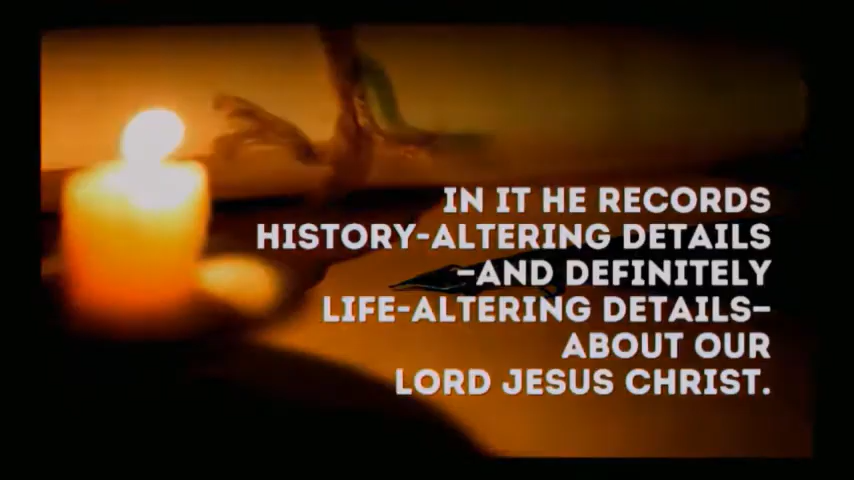 IN IT HE RECORDS
HISTORY-ALTERING DETAILS
-AND DEFINITELY
LIFE-ALTERING DETAILS-
ABOUT OUR
LORD JESUS CHRIST.